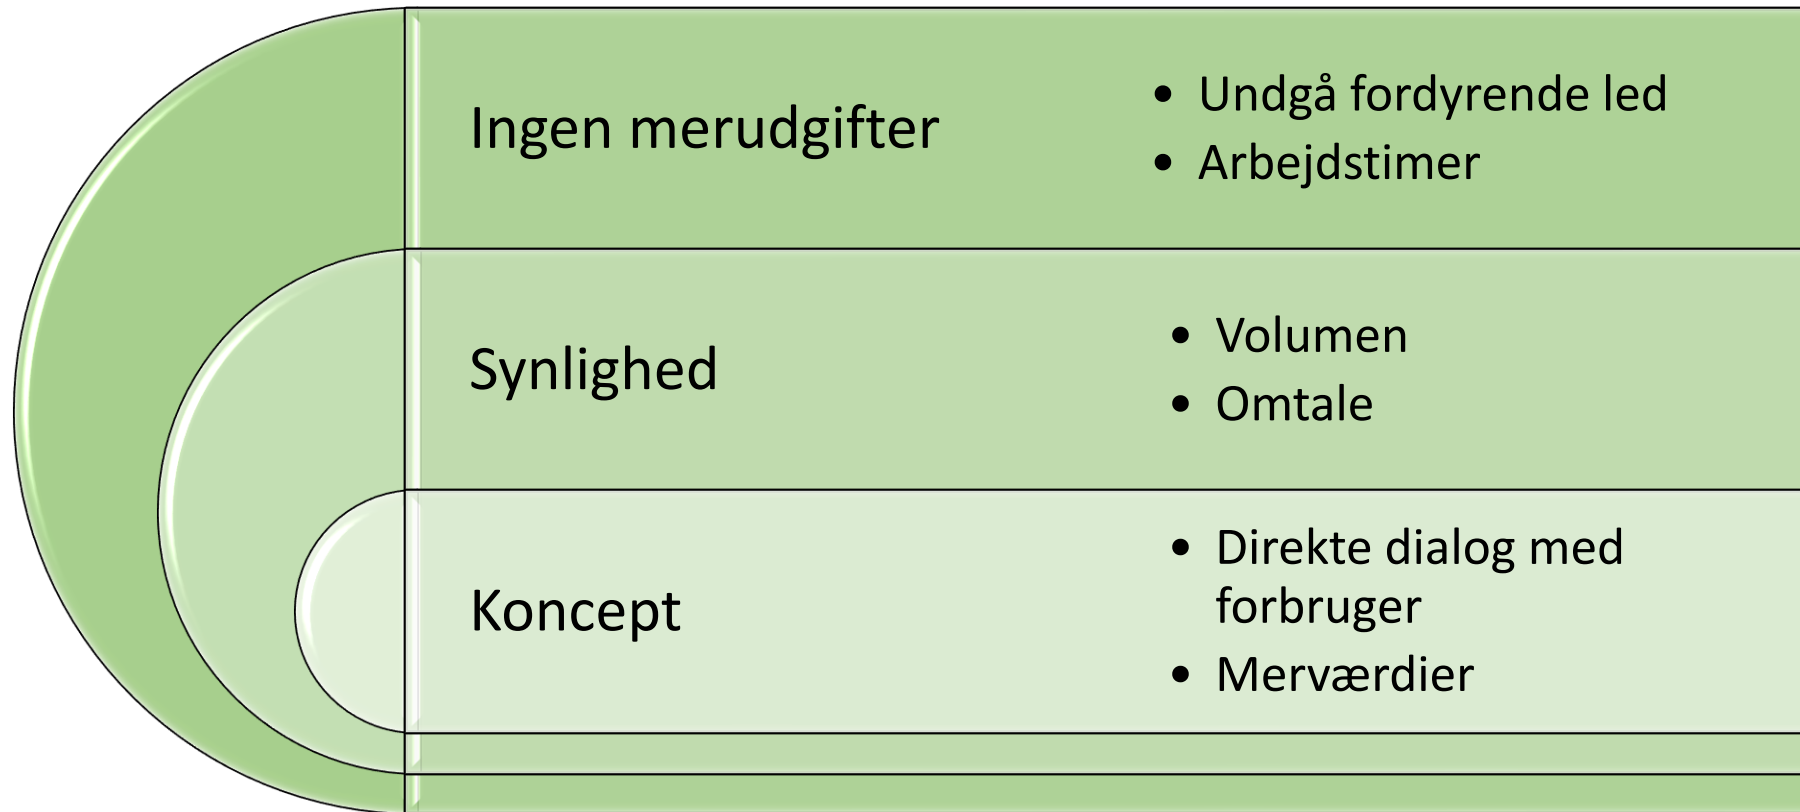 Ingen merudgifter
• Undgå fordyrende led
• Arbejdstimer
Synlighed
• Volumen
• Omtale
Koncept
• Direkte dialog med
forbruger
• Merværdier